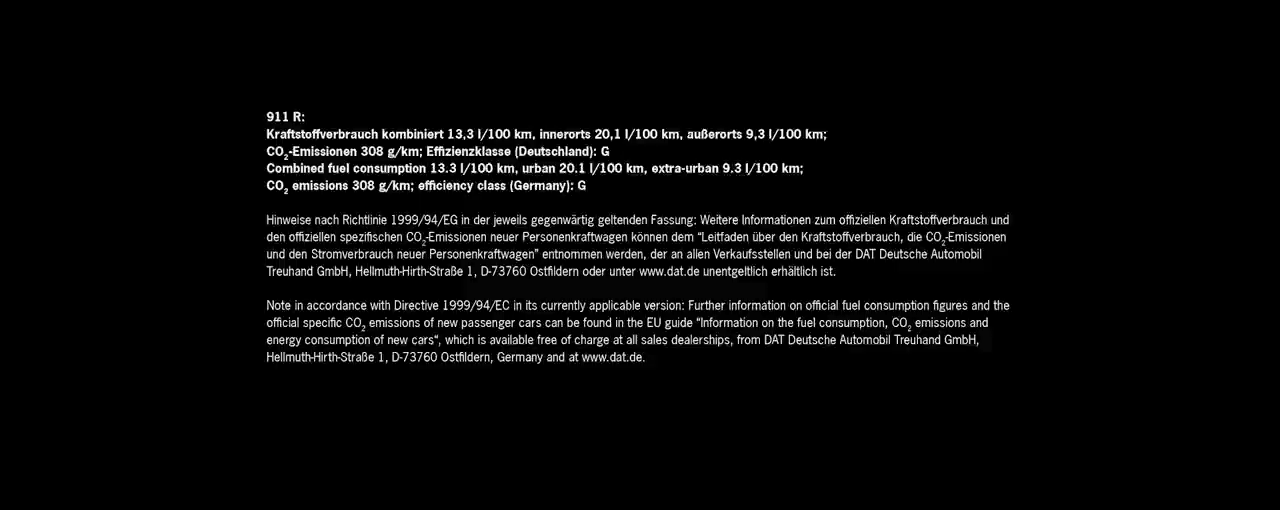 911 R:
Kraftstoffverbrauch kombiniert 13,3 l/100 km, innerorts 20,1 l/100 km, außerorts 9,3 l/100 km;
CO₂-Emissionen 308 g/km; Effizienzklasse (Deutschland): G
Combined fuel consumption 13.3 l/100 km, urban 20.1 l/100 km, extra-urban 9.3 l/100 km;
CO₂ emissions 308 g/km; efficiency class (Germany): G
Hinweise nach Richtlinie 1999/94/EG in der jeweils gegenwärtig geltenden Fassung: Weitere Informationen zum offiziellen Kraftstoffverbrauch und
den offiziellen spezifischen CO₂-Emissionen neuer Personenkraftwagen können dem "Leitfaden über den Kraftstoffverbrauch, die CO₂-Emissionen
und den Stromverbrauch neuer Personenkraftwagen" entnommen werden, der an allen Verkaufsstellen und bei der DAT Deutsche Automobil
Treuhand GmbH, Hellmuth-Hirth-Straße 1, D-73760 Ostfildern oder unter www.dat.de unentgeltlich erhältlich ist.
Note in accordance with Directive 1999/94/EC in its currently applicable version: Further information on official fuel consumption figures and the
official specific CO₂ emissions of new passenger cars can be found in the EU guide "Information on the fuel consumption, CO₂ emissions and
energy consumption of new cars", which is available free of charge at all sales dealerships, from DAT Deutsche Automobil Treuhand GmbH,
Hellmuth-Hirth-Straße 1, D-73760 Ostfildern, Germany and at www.dat.de.